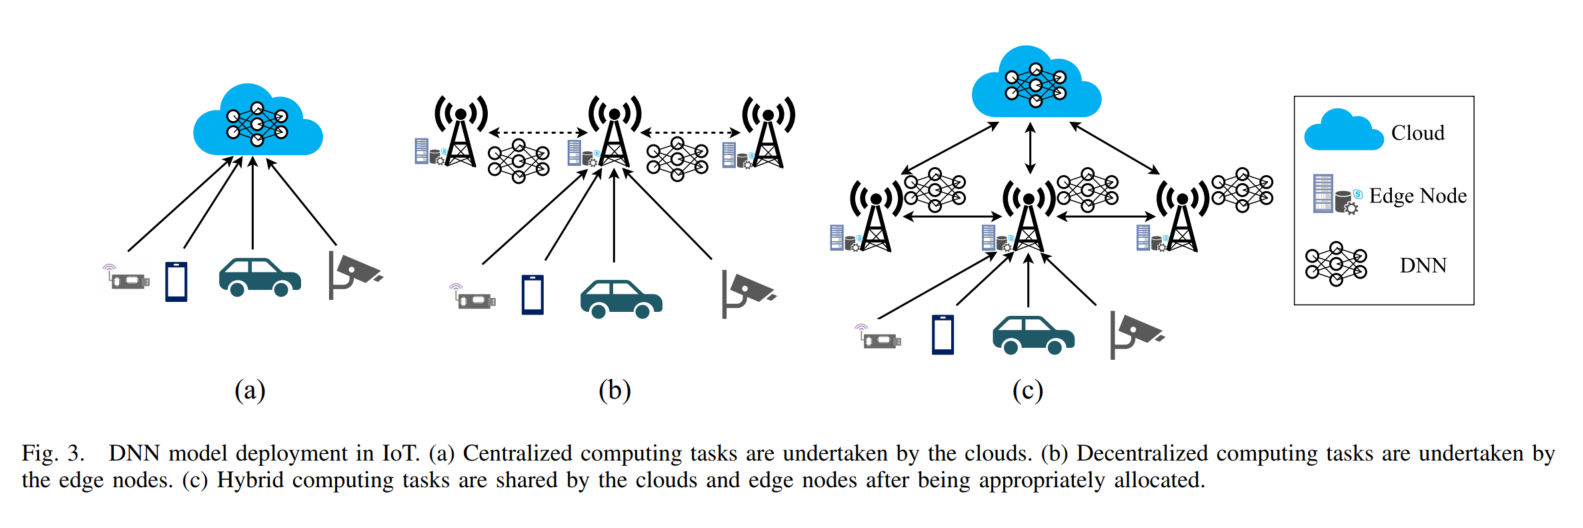 Cloud
Edge Node
DNN
(a)
(b)
(c)
Fig. 3. DNN model deployment in IoT. (a) Centralized computing tasks are undertaken by the clouds. (b) Decentralized computing tasks are undertaken by
the edge nodes. (c) Hybrid computing tasks are shared by the clouds and edge nodes after being appropriately allocated.